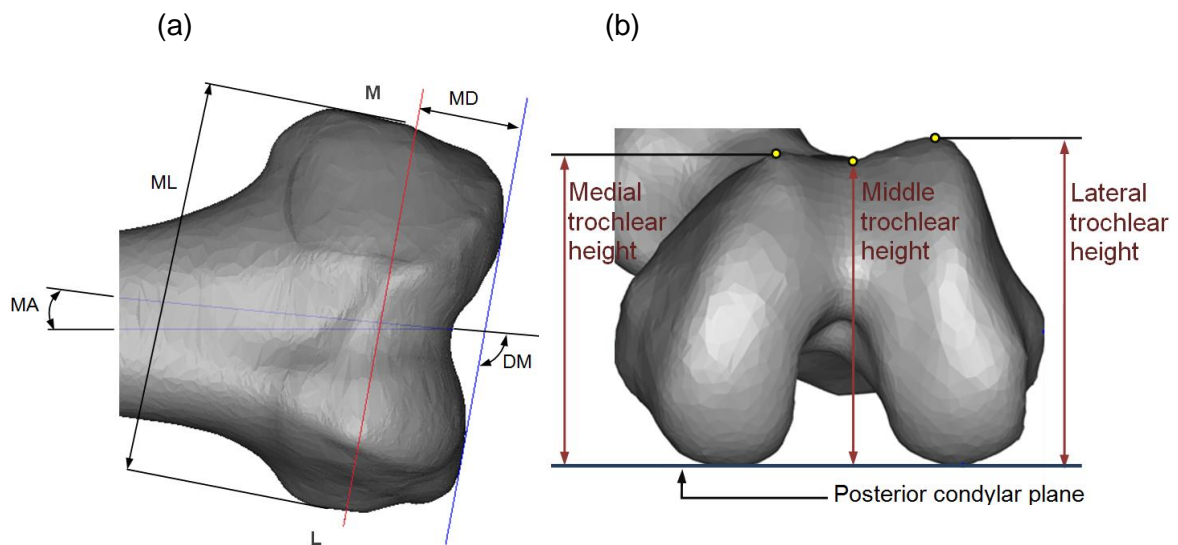 (a)
(b)
M
MD
ML
MA
DM
L
Medial
trochlear
height
Middle
trochlear
height
Lateral
trochlear
height
Posterior condylar plane